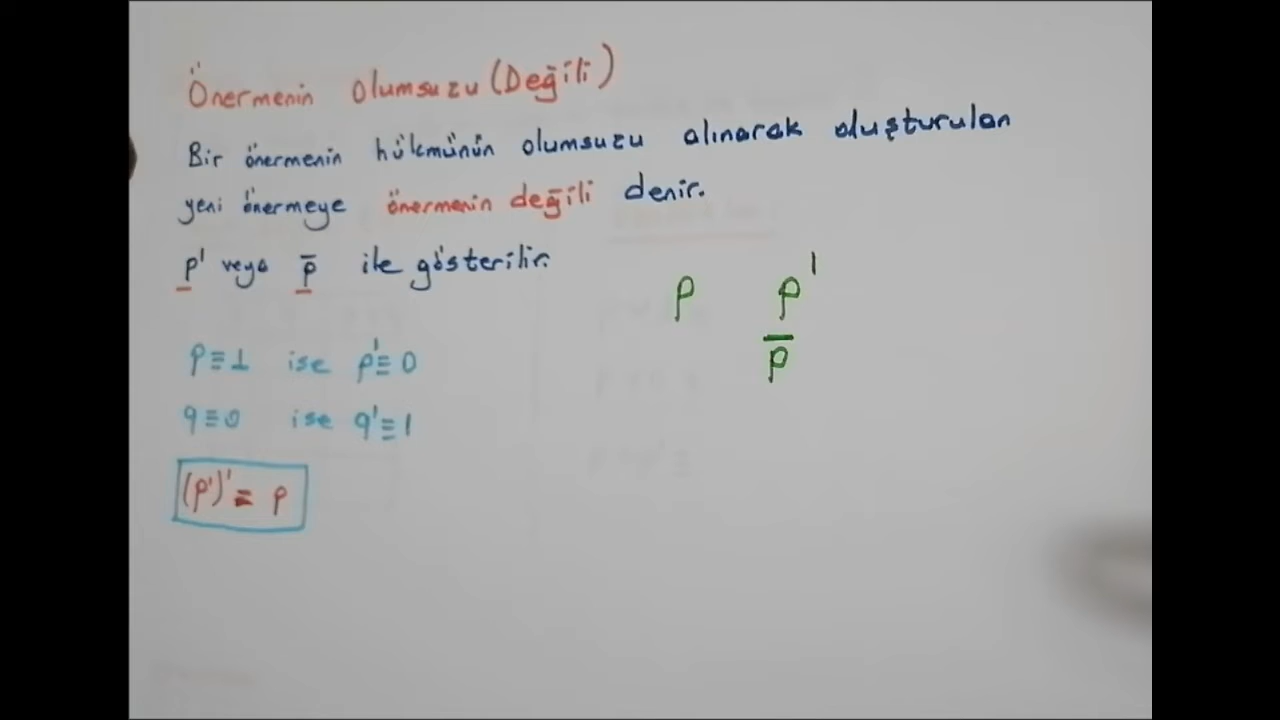 Önermenin Olumsuzu (Değili)
Bir önermenin hükmünün olumsuzu alınarak oluşturulan
yeni önermeye önermenin değili denir.
p' veya p̅ ile gösterilir.
p p'
p̅
p≡1 ise p'≡0
q≡0 ise q'≡1
(p')' ≡ p